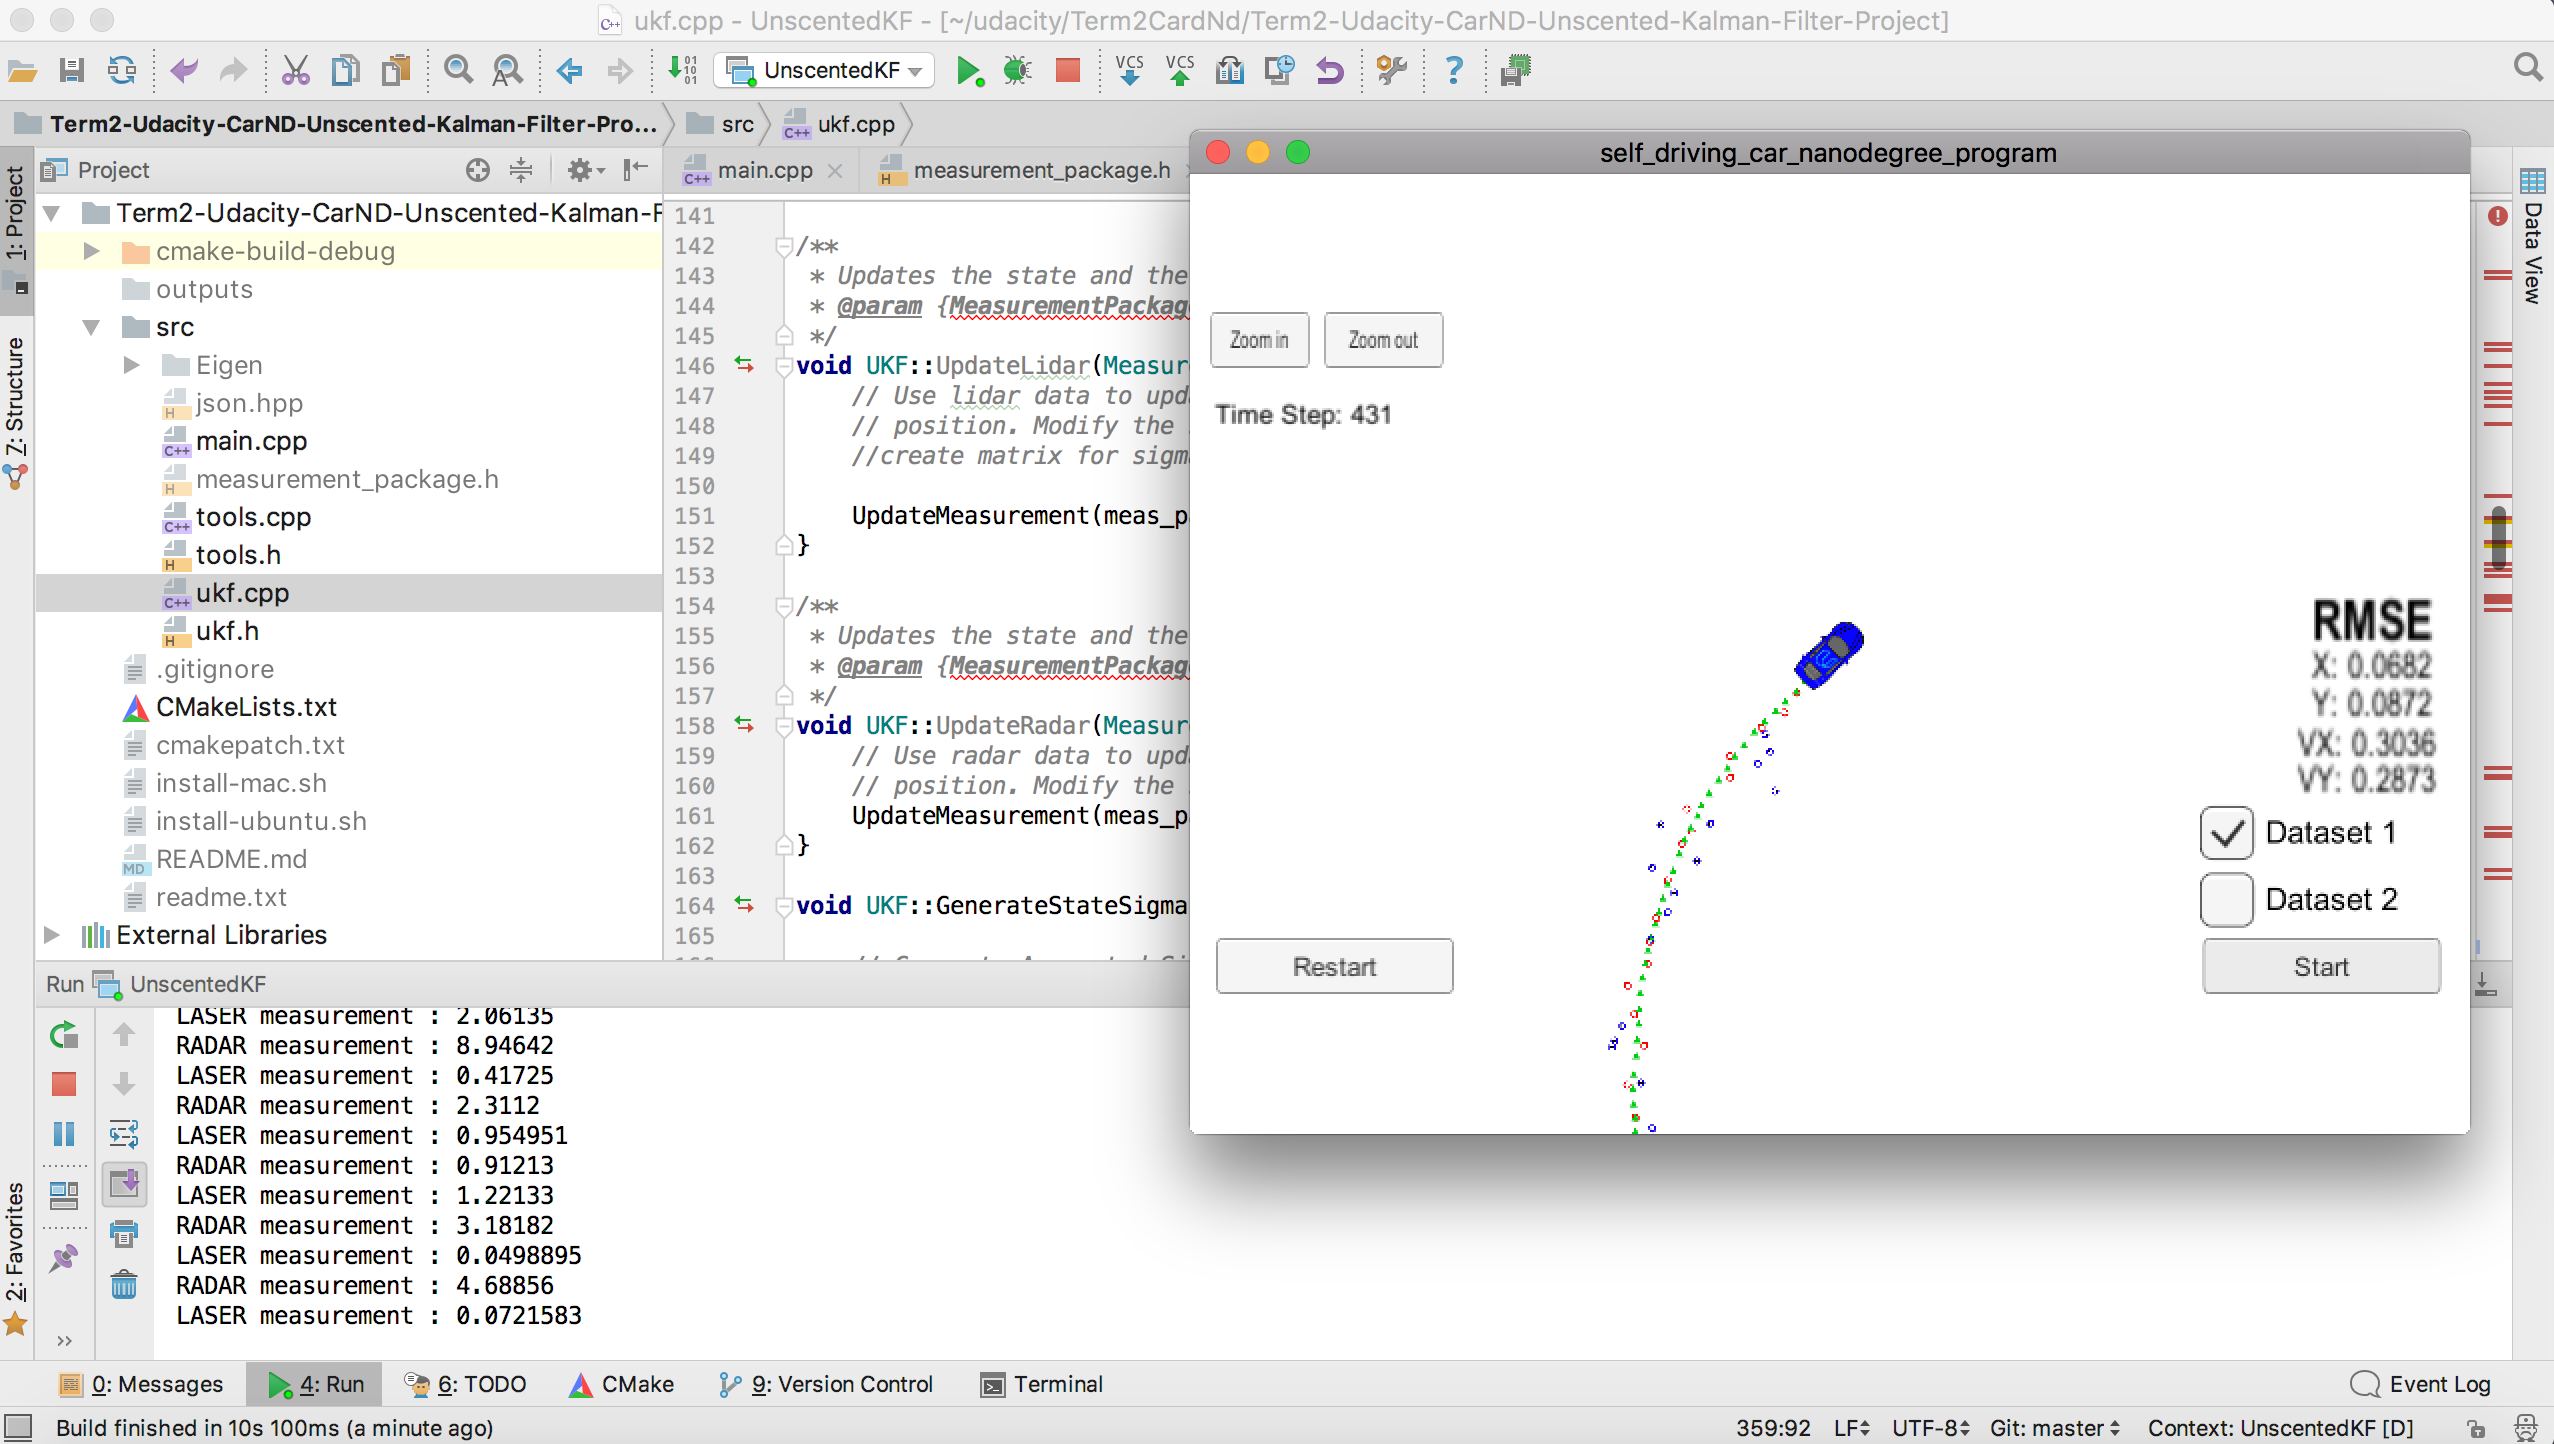 ukf.cpp - UnscentedKF - [~/udacity/Term2CardNd/Term2-Udacity-CarND-Unscented-Kalman-Filter-Project]
UnscentedKF
VCS VCS
Term2-Udacity-CarND-Unscented-Kalman-Filter-Pro... src ukf.cpp
1: Project
7: Structure
2: Favorites
Project
Term2-Udacity-CarND-Unscented-Kalman-F
cmake-build-debug
outputs
src
Eigen
json.hpp
main.cpp
measurement_package.h
tools.cpp
tools.h
ukf.cpp
ukf.h
.gitignore
CMakeLists.txt
cmakepatch.txt
install-mac.sh
install-ubuntu.sh
README.md
readme.txt
External Libraries
main.cpp measurement_package.h
141
142 /**
143 * Updates the state and the
144 * @param {MeasurementPackag
145 */
146 void UKF::UpdateLidar(Measur
147 // Use lidar data to upd
148 // position. Modify the
149 //create matrix for sigm
150
151 UpdateMeasurement(meas_p
152 }
153
154 /**
155 * Updates the state and the
156 * @param {MeasurementPackag
157 */
158 void UKF::UpdateRadar(Measur
159 // Use radar data to upd
160 // position. Modify the
161 UpdateMeasurement(meas_p
162 }
163
164 void UKF::GenerateStateSigma
165
self_driving_car_nanodegree_program
Zoom in Zoom out
Time Step: 431
RMSE
X: 0.0682
Y: 0.0872
VX: 0.3036
VY: 0.2873
Dataset 1
Dataset 2
Restart
Start
Data View
Run UnscentedKF
LASER measurement : 2.06135
RADAR measurement : 8.94642
LASER measurement : 0.41725
RADAR measurement : 2.3112
LASER measurement : 0.954951
RADAR measurement : 0.91213
LASER measurement : 1.22133
RADAR measurement : 3.18182
LASER measurement : 0.0498895
RADAR measurement : 4.68856
LASER measurement : 0.0721583
0: Messages 4: Run 6: TODO CMake 9: Version Control Terminal Event Log
Build finished in 10s 100ms (a minute ago) 359:92 LF UTF-8 Git: master Context: UnscentedKF [D]